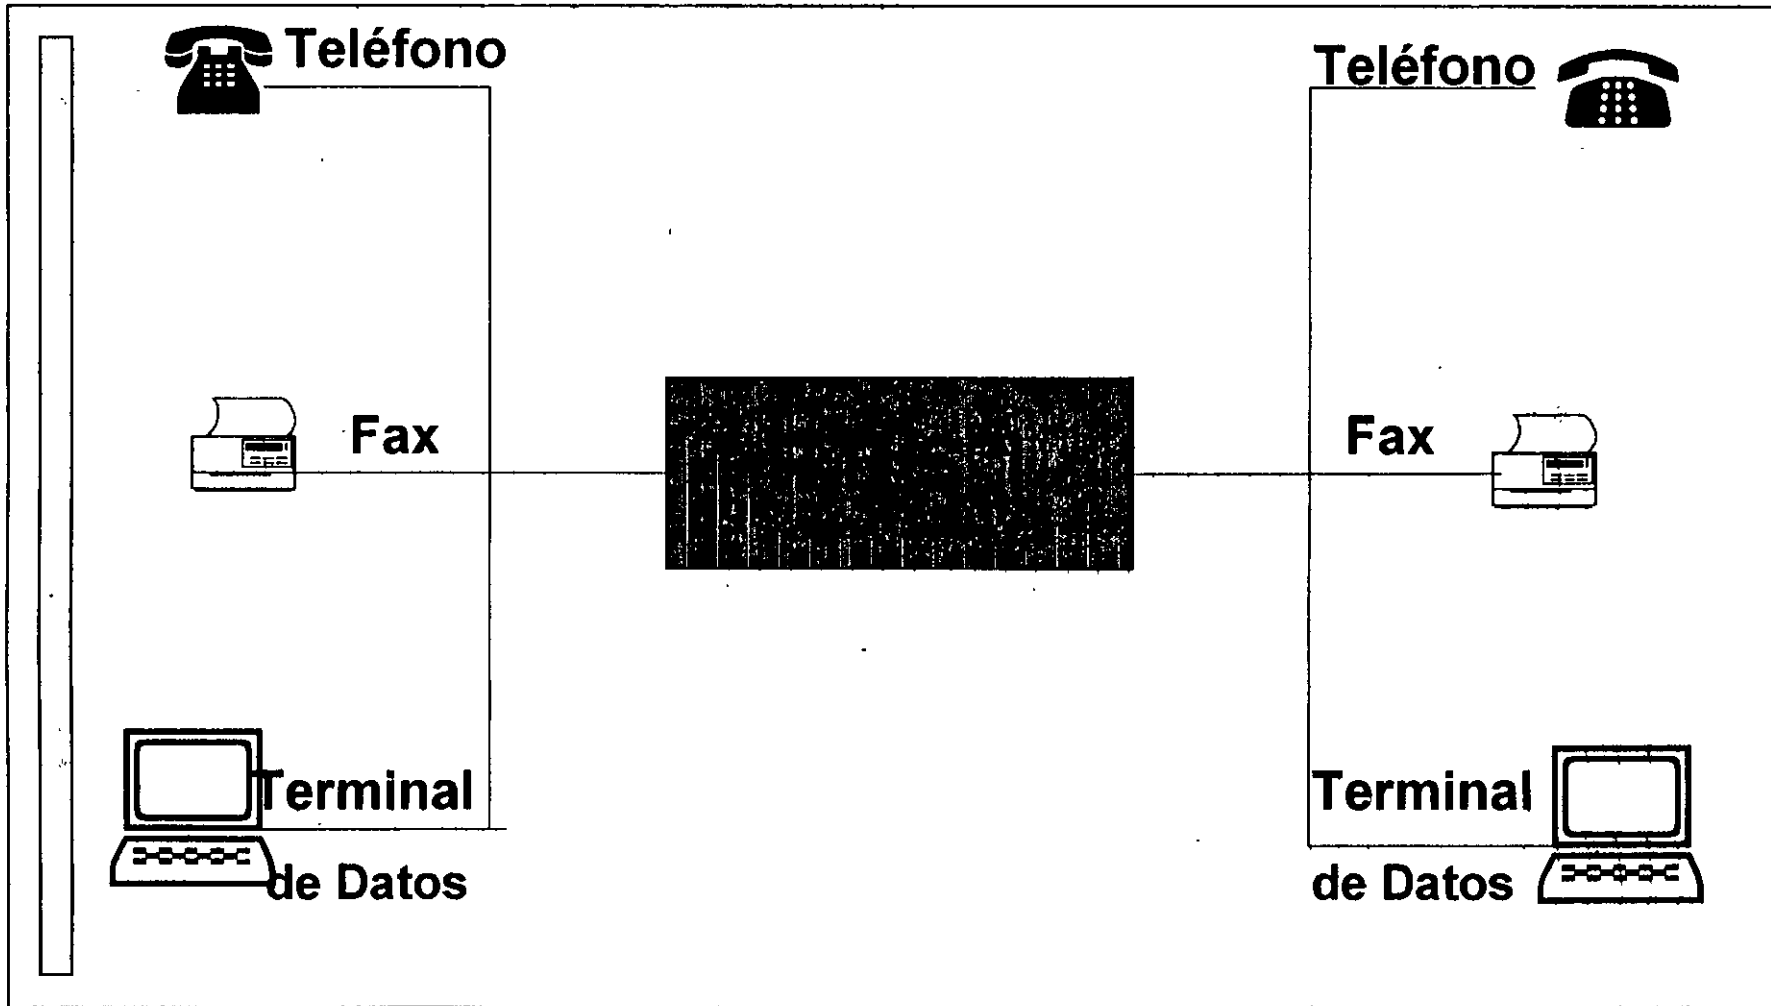 Teléfono
Teléfono
Fax
Fax
Terminal
de Datos
Terminal
de Datos